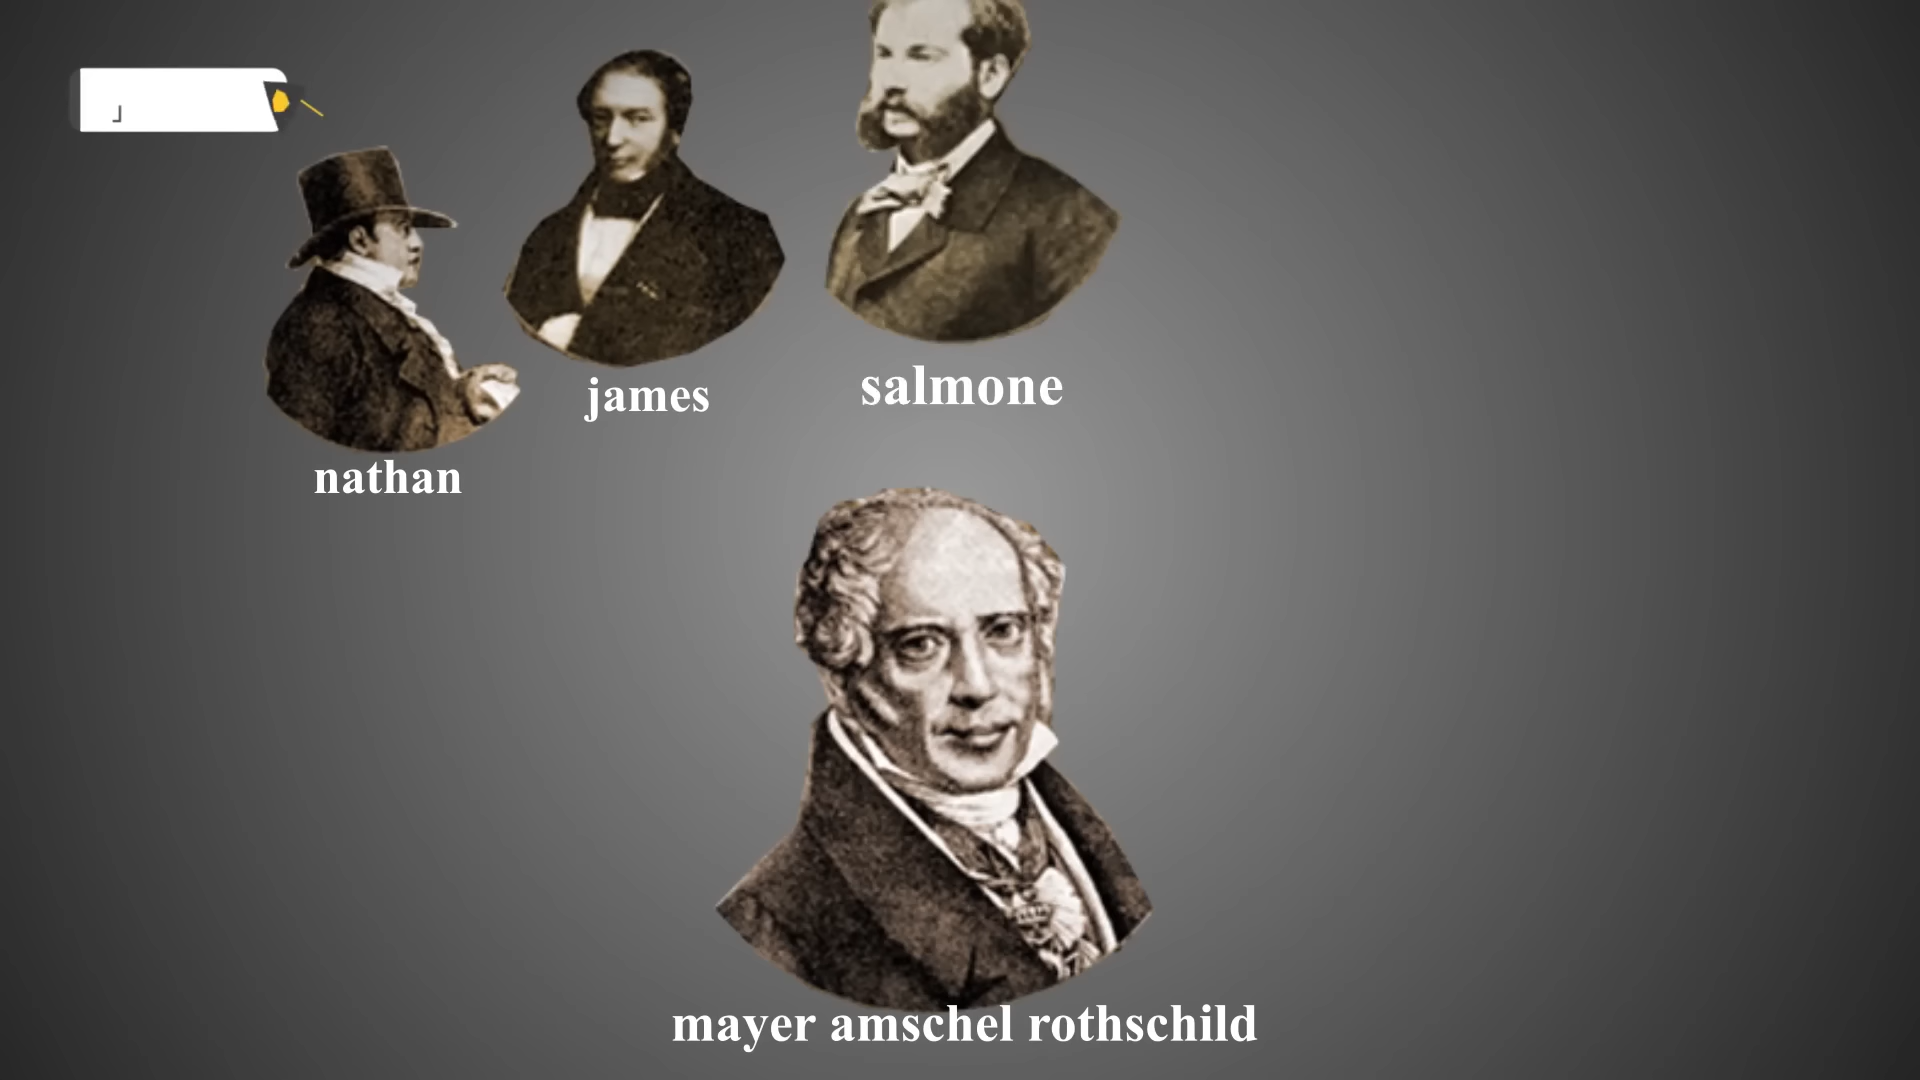 james
salmone
nathan
mayer amschel rothschild